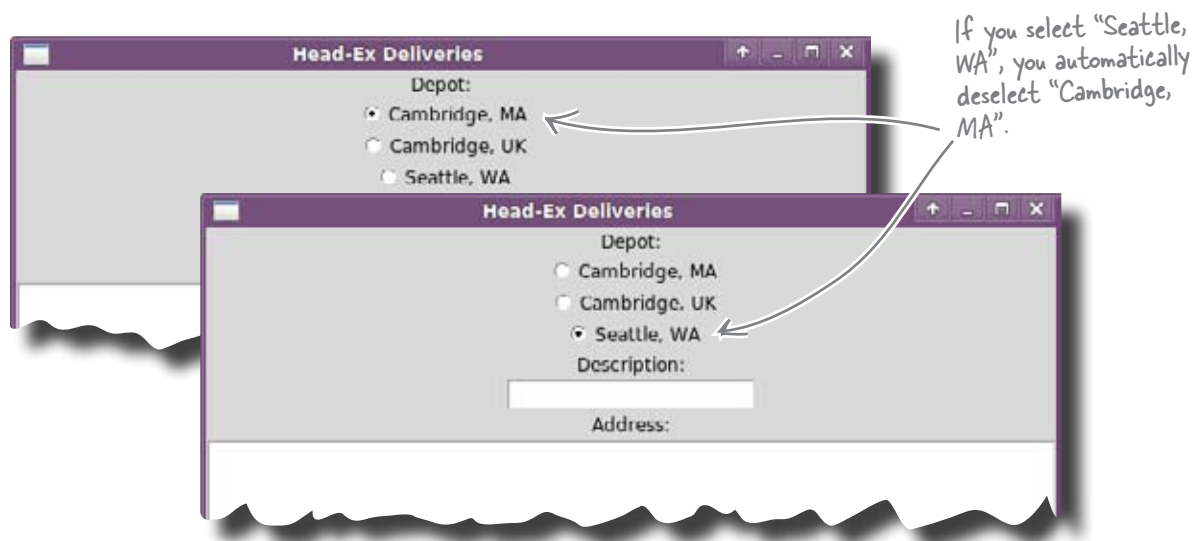 If you select “Seattle,
WA”, you automatically
deselect “Cambridge,
MA”.
Head-Ex Deliveries
Depot:
Cambridge, MA
Cambridge, UK
Seattle, WA
Head-Ex Deliveries
Depot:
Cambridge, MA
Cambridge, UK
Seattle, WA
Description:
Address: